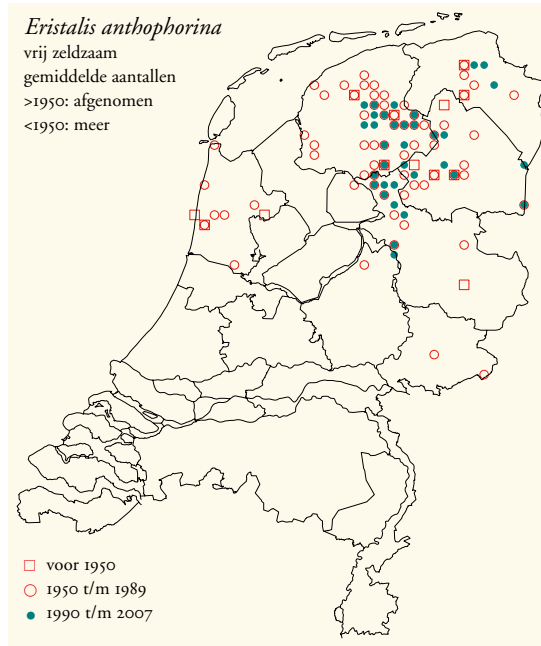 Eristalis anthophorina
vrij zeldzaam
gemiddelde aantallen
>1950: afgenomen
<1950: meer
voor 1950
1950 t/m 1989
1990 t/m 2007